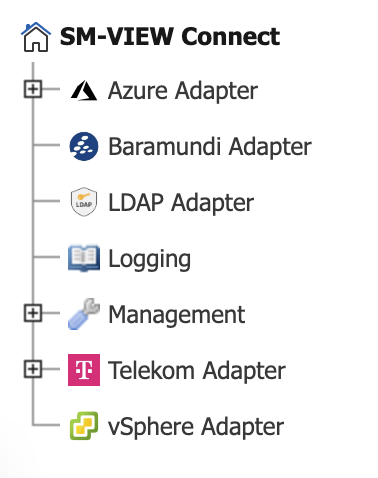 SM-VIEW Connect
Azure Adapter
Baramundi Adapter
LDAP LDAP Adapter
Logging
Management
T Telekom Adapter
vSphere Adapter